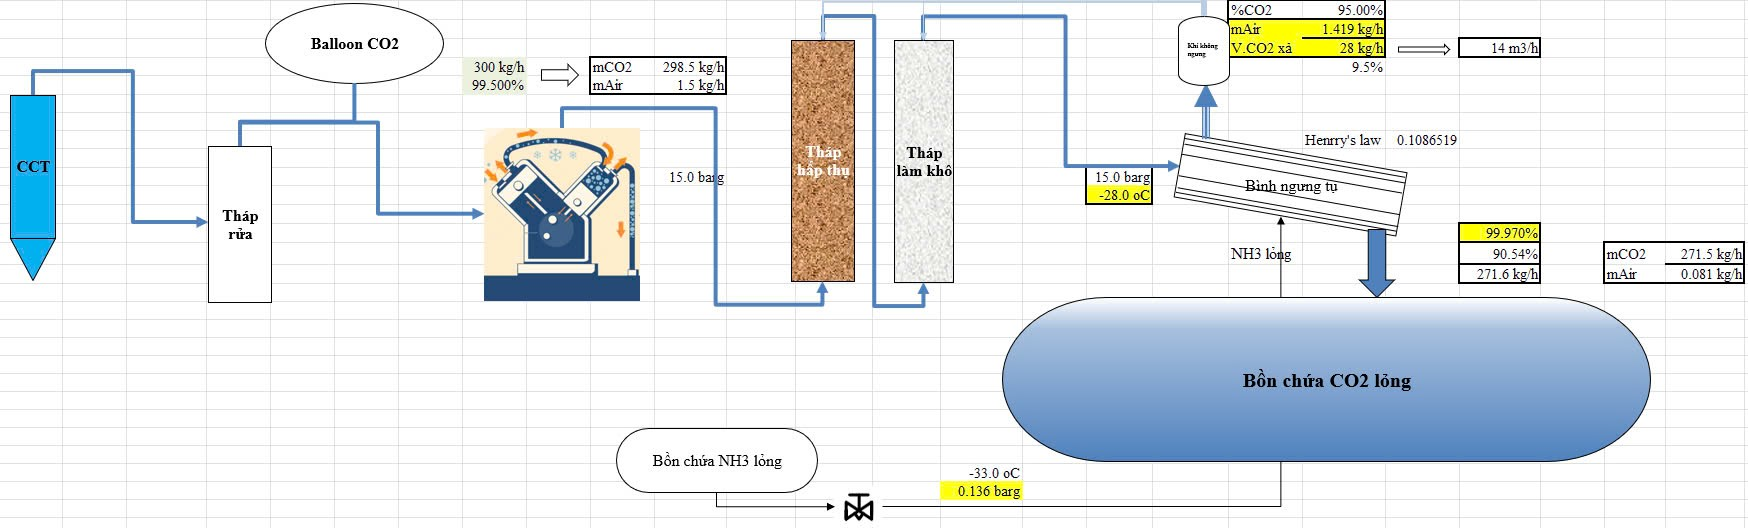 Balloon CO2
CCT
Tháp
rửa
300 kg/h
99.500%
mCO2 298.5 kg/h
mAir 1.5 kg/h
15.0 barg
Tháp
hấp thụ
Tháp
làm khô
15.0 barg
-28.0 oC
Khí không
ngưng
%CO2 95.00%
mAir 1.419 kg/h
V.CO2 xả 28 kg/h
9.5%
14 m3/h
Henrry's law 0.1086519
Bình ngưng tụ
NH3 lỏng
99.970%
90.54%
271.6 kg/h
mCO2 271.5 kg/h
mAir 0.081 kg/h
Bồn chứa CO2 lỏng
Bồn chứa NH3 lỏng
-33.0 oC
0.136 barg